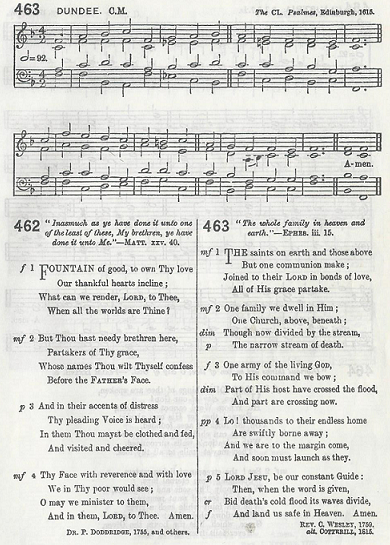 463 DUNDEE. C.M. The CL. Psalmes, Edinburgh, 1615.
=92.
A-men.
462 "Inasmuch as ye have done it unto one
of the least of these, My brethren, ye have
done it unto Me."—MATT. xxv. 40.
f 1 FOUNTAIN of good, to own Thy love
Our thankful hearts incline;
What can we render, LORD, to Thee,
When all the worlds are Thine?
mf 2 But Thou hast needy brethren here,
Partakers of Thy grace,
Whose names Thou wilt Thyself confess
Before the FATHER'S Face.
p 3 And in their accents of distress
Thy pleading Voice is heard;
In them Thou mayst be clothed and fed,
And visited and cheered.
mf 4 Thy Face with reverence and with love
We in Thy poor would see;
O may we minister to them,
And in them, LORD, to Thee. Amen.
DR. P. DODDRIDGE, 1755, and others.
463 "The whole family in heaven and
earth."—EPHES. iii. 15.
mf 1 THE saints on earth and those above
But one communion make;
Joined to their LORD in bonds of love,
All of His grace partake.
mf 2 One family we dwell in Him;
One Church, above, beneath;
dim Though now divided by the stream,
p The narrow stream of death.
f 3 One army of the living GOD,
To His command we bow;
dim Part of His host have crossed the flood,
And part are crossing now.
pp 4 Lo! thousands to their endless home
Are swiftly borne away;
And we are to the margin come,
And soon must launch as they.
p 5 LORD JESU, be our constant Guide:
Then, when the word is given,
cr Bid death's cold flood its waves divide,
f And land us safe in Heaven. Amen.
REV. C. WESLEY, 1759.
alt. COTTERILL, 1815.